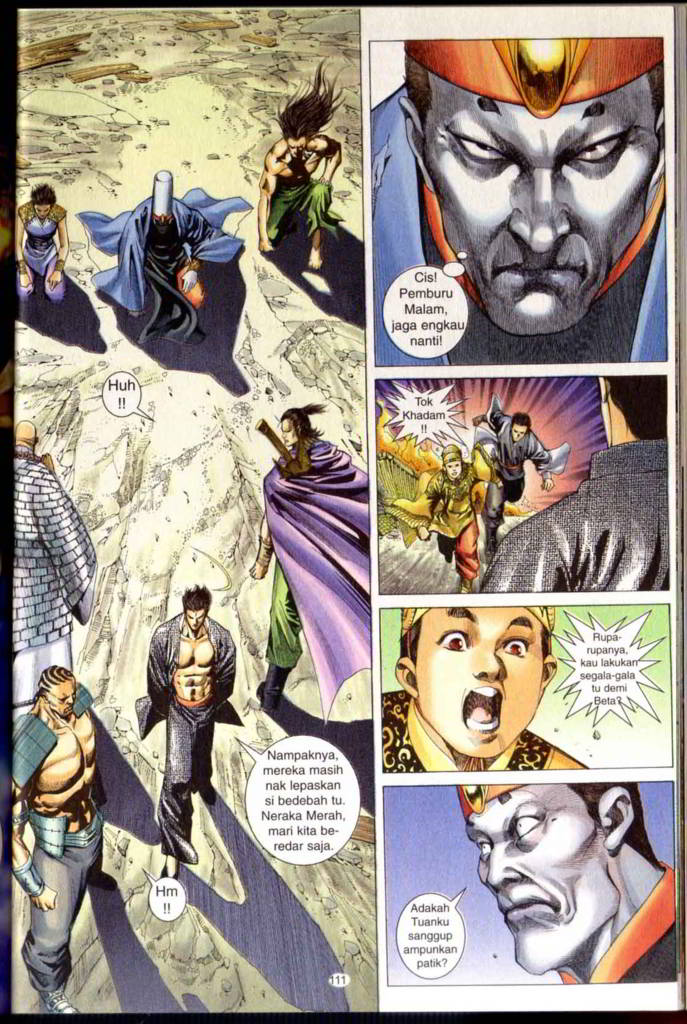 Huh
!!
Nampaknya,
mereka masih
nak lepaskan
si bedebah tu.
Neraka Merah,
mari kita be-
redar saja.
Hm
!!
111
Cis!
Pemburu
Malam,
jaga engkau
nanti!
Tok
Khadam
!!
Rupa-
rupanya,
kau lakukan
segala-gala
tu demi
Beta?
Adakah
Tuanku
sanggup
ampunkan
patik?